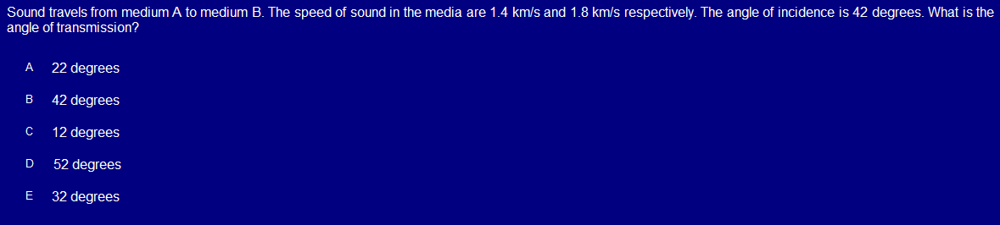 Sound travels from medium A to medium B. The speed of sound in the media are 1.4 km/s and 1.8 km/s respectively. The angle of incidence is 42 degrees. What is the
angle of transmission?
A 22 degrees
B 42 degrees
C 12 degrees
D 52 degrees
E 32 degrees